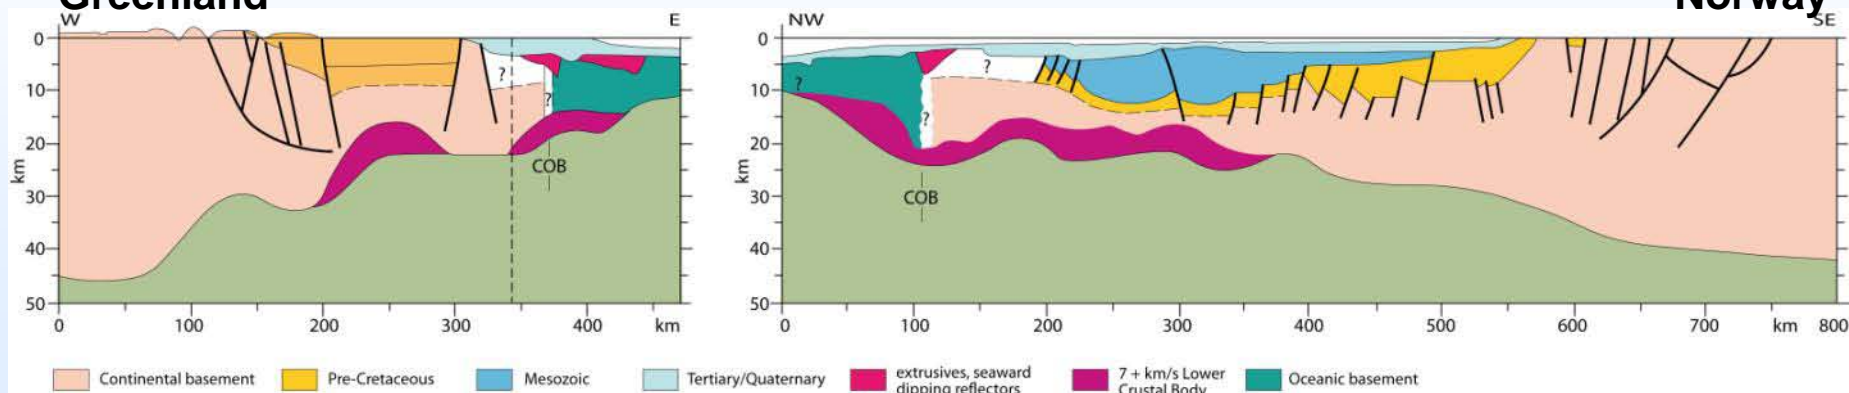 Greenland
Norway
W
E
NW
SE
0
10
20
30
40
50
km
?
?
COB
0
100
200
300
400
km
0
10
20
30
40
50
km
?
?
?
COB
0
100
200
300
400
500
600
700
km
800
Continental basement
Pre-Cretaceous
Mesozoic
Tertiary/Quaternary
extrusives, seaward
dipping reflectors
7 + km/s Lower
Crustal Body
Oceanic basement